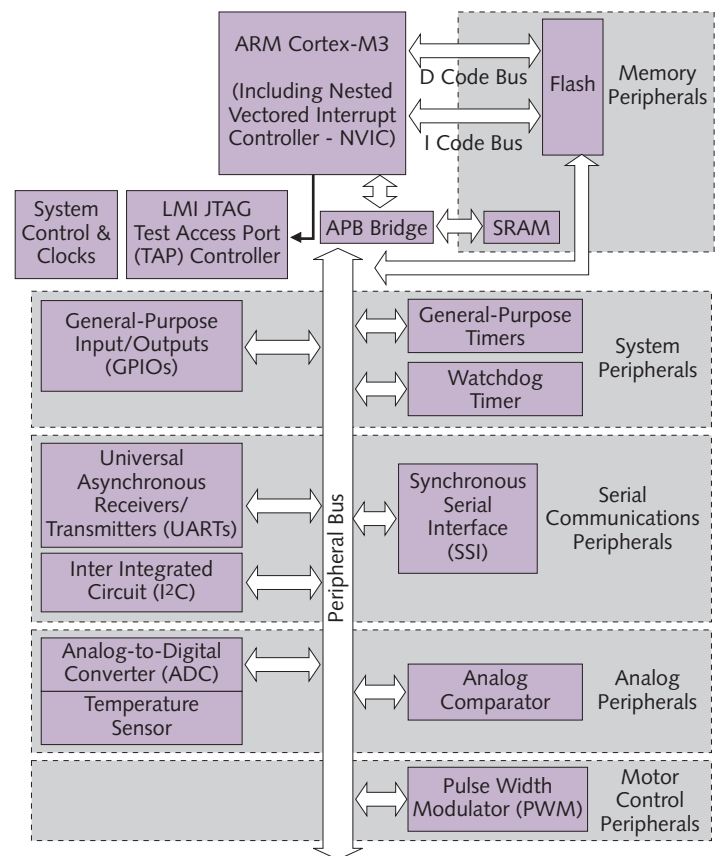 ARM Cortex-M3
(Including Nested
Vectored Interrupt
Controller - NVIC)
D Code Bus
I Code Bus
Flash
Memory
Peripherals
System
Control &
Clocks
LMI JTAG
Test Access Port
(TAP) Controller
APB Bridge
SRAM
General-Purpose
Input/Outputs
(GPIOs)
General-Purpose
Timers
Watchdog
Timer
System
Peripherals
Universal
Asynchronous
Receivers/
Transmitters (UARTs)
Inter Integrated
Circuit (I2C)
Peripheral Bus
Synchronous
Serial
Interface
(SSI)
Serial
Communications
Peripherals
Analog-to-Digital
Converter (ADC)
Temperature
Sensor
Analog
Comparator
Analog
Peripherals
Pulse Width
Modulator (PWM)
Motor
Control
Peripherals